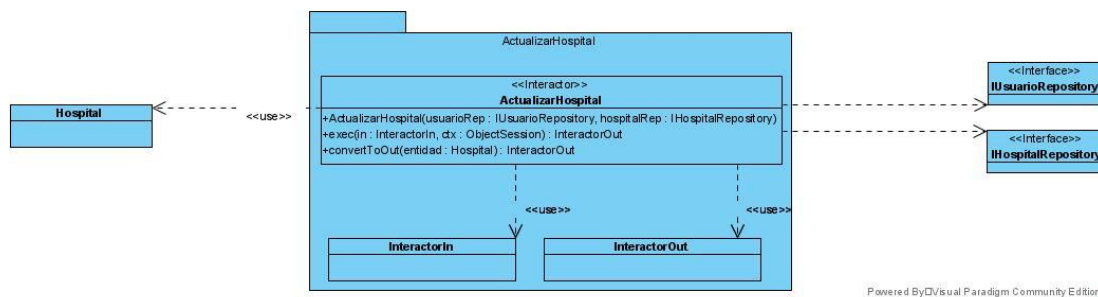 ActualizarHospital
<<Interactor>>
ActualizarHospital
+ActualizarHospital(usuarioRep : IUsuarioRepository, hospitalRep : IHospitalRepository)
+exec(in : InteractorIn, ctx : ObjectSession) : InteractorOut
+convertToOut(entidad : Hospital) : InteractorOut
Hospital
<<use>>
<<Interface>>
IUsuarioRepository
<<Interface>>
IHospitalRepository
<<use>>
<<use>>
InteractorIn
InteractorOut
Powered By□Visual Paradigm Community Edition